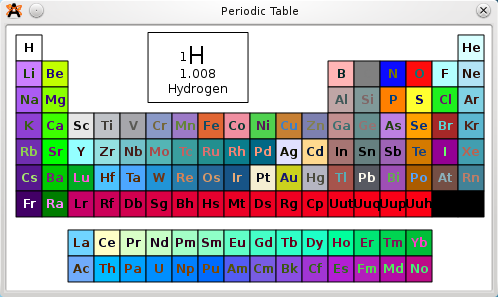 Periodic Table
H He
1H
1.008
Hydrogen
Li Be B N O F Ne
Na Mg Al Si P S Cl Ar
K Ca Sc Ti V Cr Mn Fe Co Ni Cu Zn Ga Ge As Se Br Kr
Rb Sr Y Zr Nb Mo Tc Ru Rh Pd Ag Cd In Sn Sb Te I Xe
Cs Ba Lu Hf Ta W Re Os Ir Pt Au Hg Tl Pb Bi Po At Rn
Fr Ra Lr Rf Db Sg Bh Hs Mt Ds Rg Cp Uut Uuq Uup Uuh
La Ce Pr Nd Pm Sm Eu Gd Tb Dy Ho Er Tm Yb
Ac Th Pa U Np Pu Am Cm Bk Cf Es Fm Md No